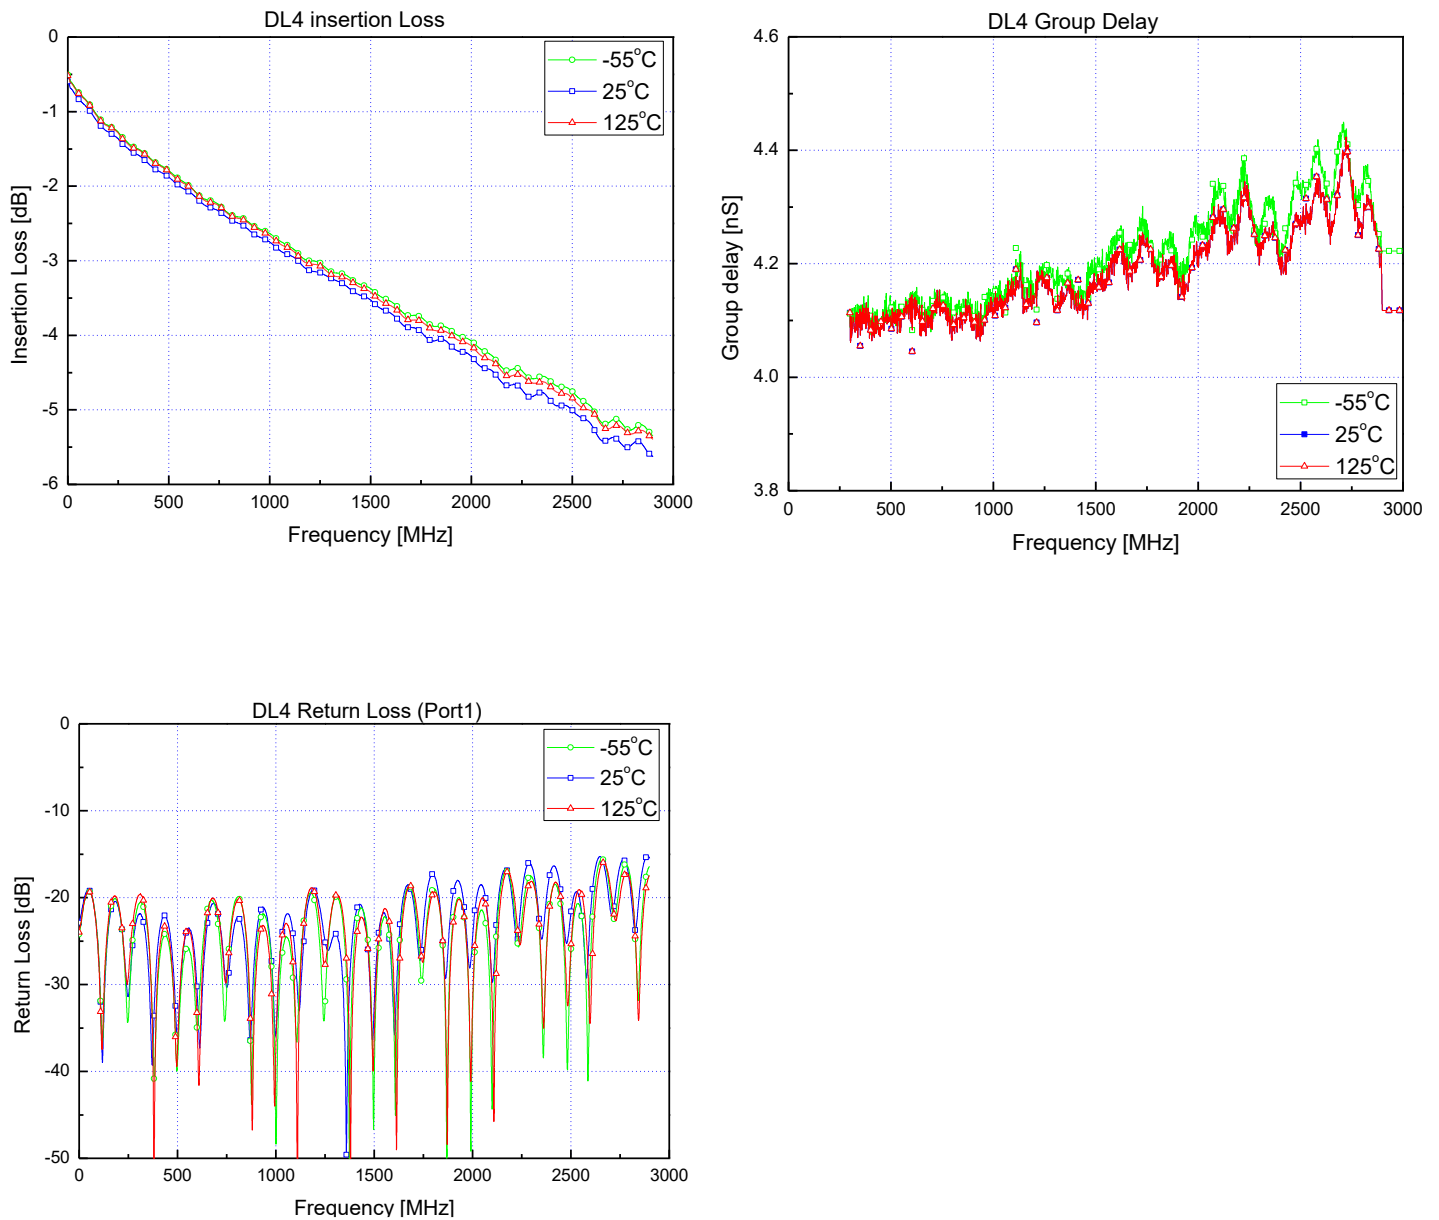 DL4 insertion Loss
0
-1
-2
-3
-4
-5
-6
Insertion Loss [dB]
-55°C
25°C
125°C
0 500 1000 1500 2000 2500 3000
Frequency [MHz]
DL4 Group Delay
4.6
4.4
4.2
4.0
3.8
Group delay [nS]
-55°C
25°C
125°C
0 500 1000 1500 2000 2500 3000
Frequency [MHz]
DL4 Return Loss (Port1)
0
-10
-20
-30
-40
-50
Return Loss [dB]
-55°C
25°C
125°C
0 500 1000 1500 2000 2500 3000
Frequency [MHz]